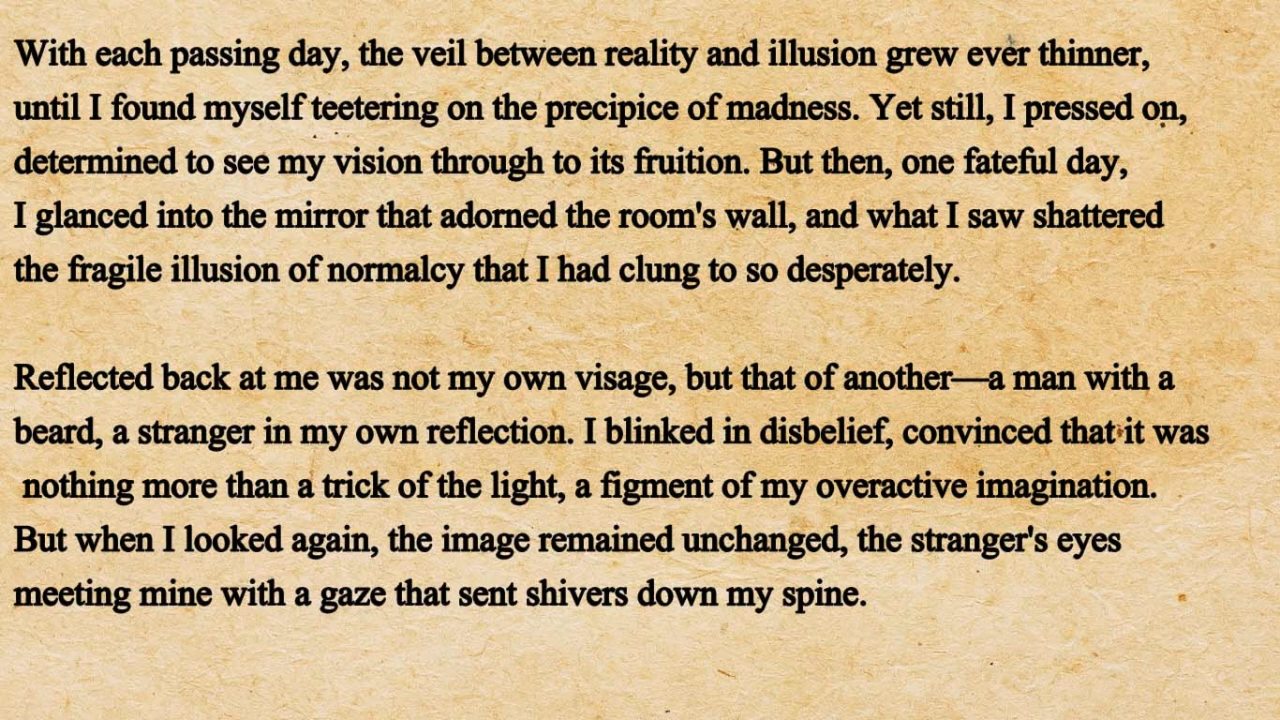 With each passing day, the veil between reality and illusion grew ever thinner,
until I found myself teetering on the precipice of madness. Yet still, I pressed on,
determined to see my vision through to its fruition. But then, one fateful day,
I glanced into the mirror that adorned the room's wall, and what I saw shattered
the fragile illusion of normalcy that I had clung to so desperately.
Reflected back at me was not my own visage, but that of another—a man with a
beard, a stranger in my own reflection. I blinked in disbelief, convinced that it was
nothing more than a trick of the light, a figment of my overactive imagination.
But when I looked again, the image remained unchanged, the stranger's eyes
meeting mine with a gaze that sent shivers down my spine.